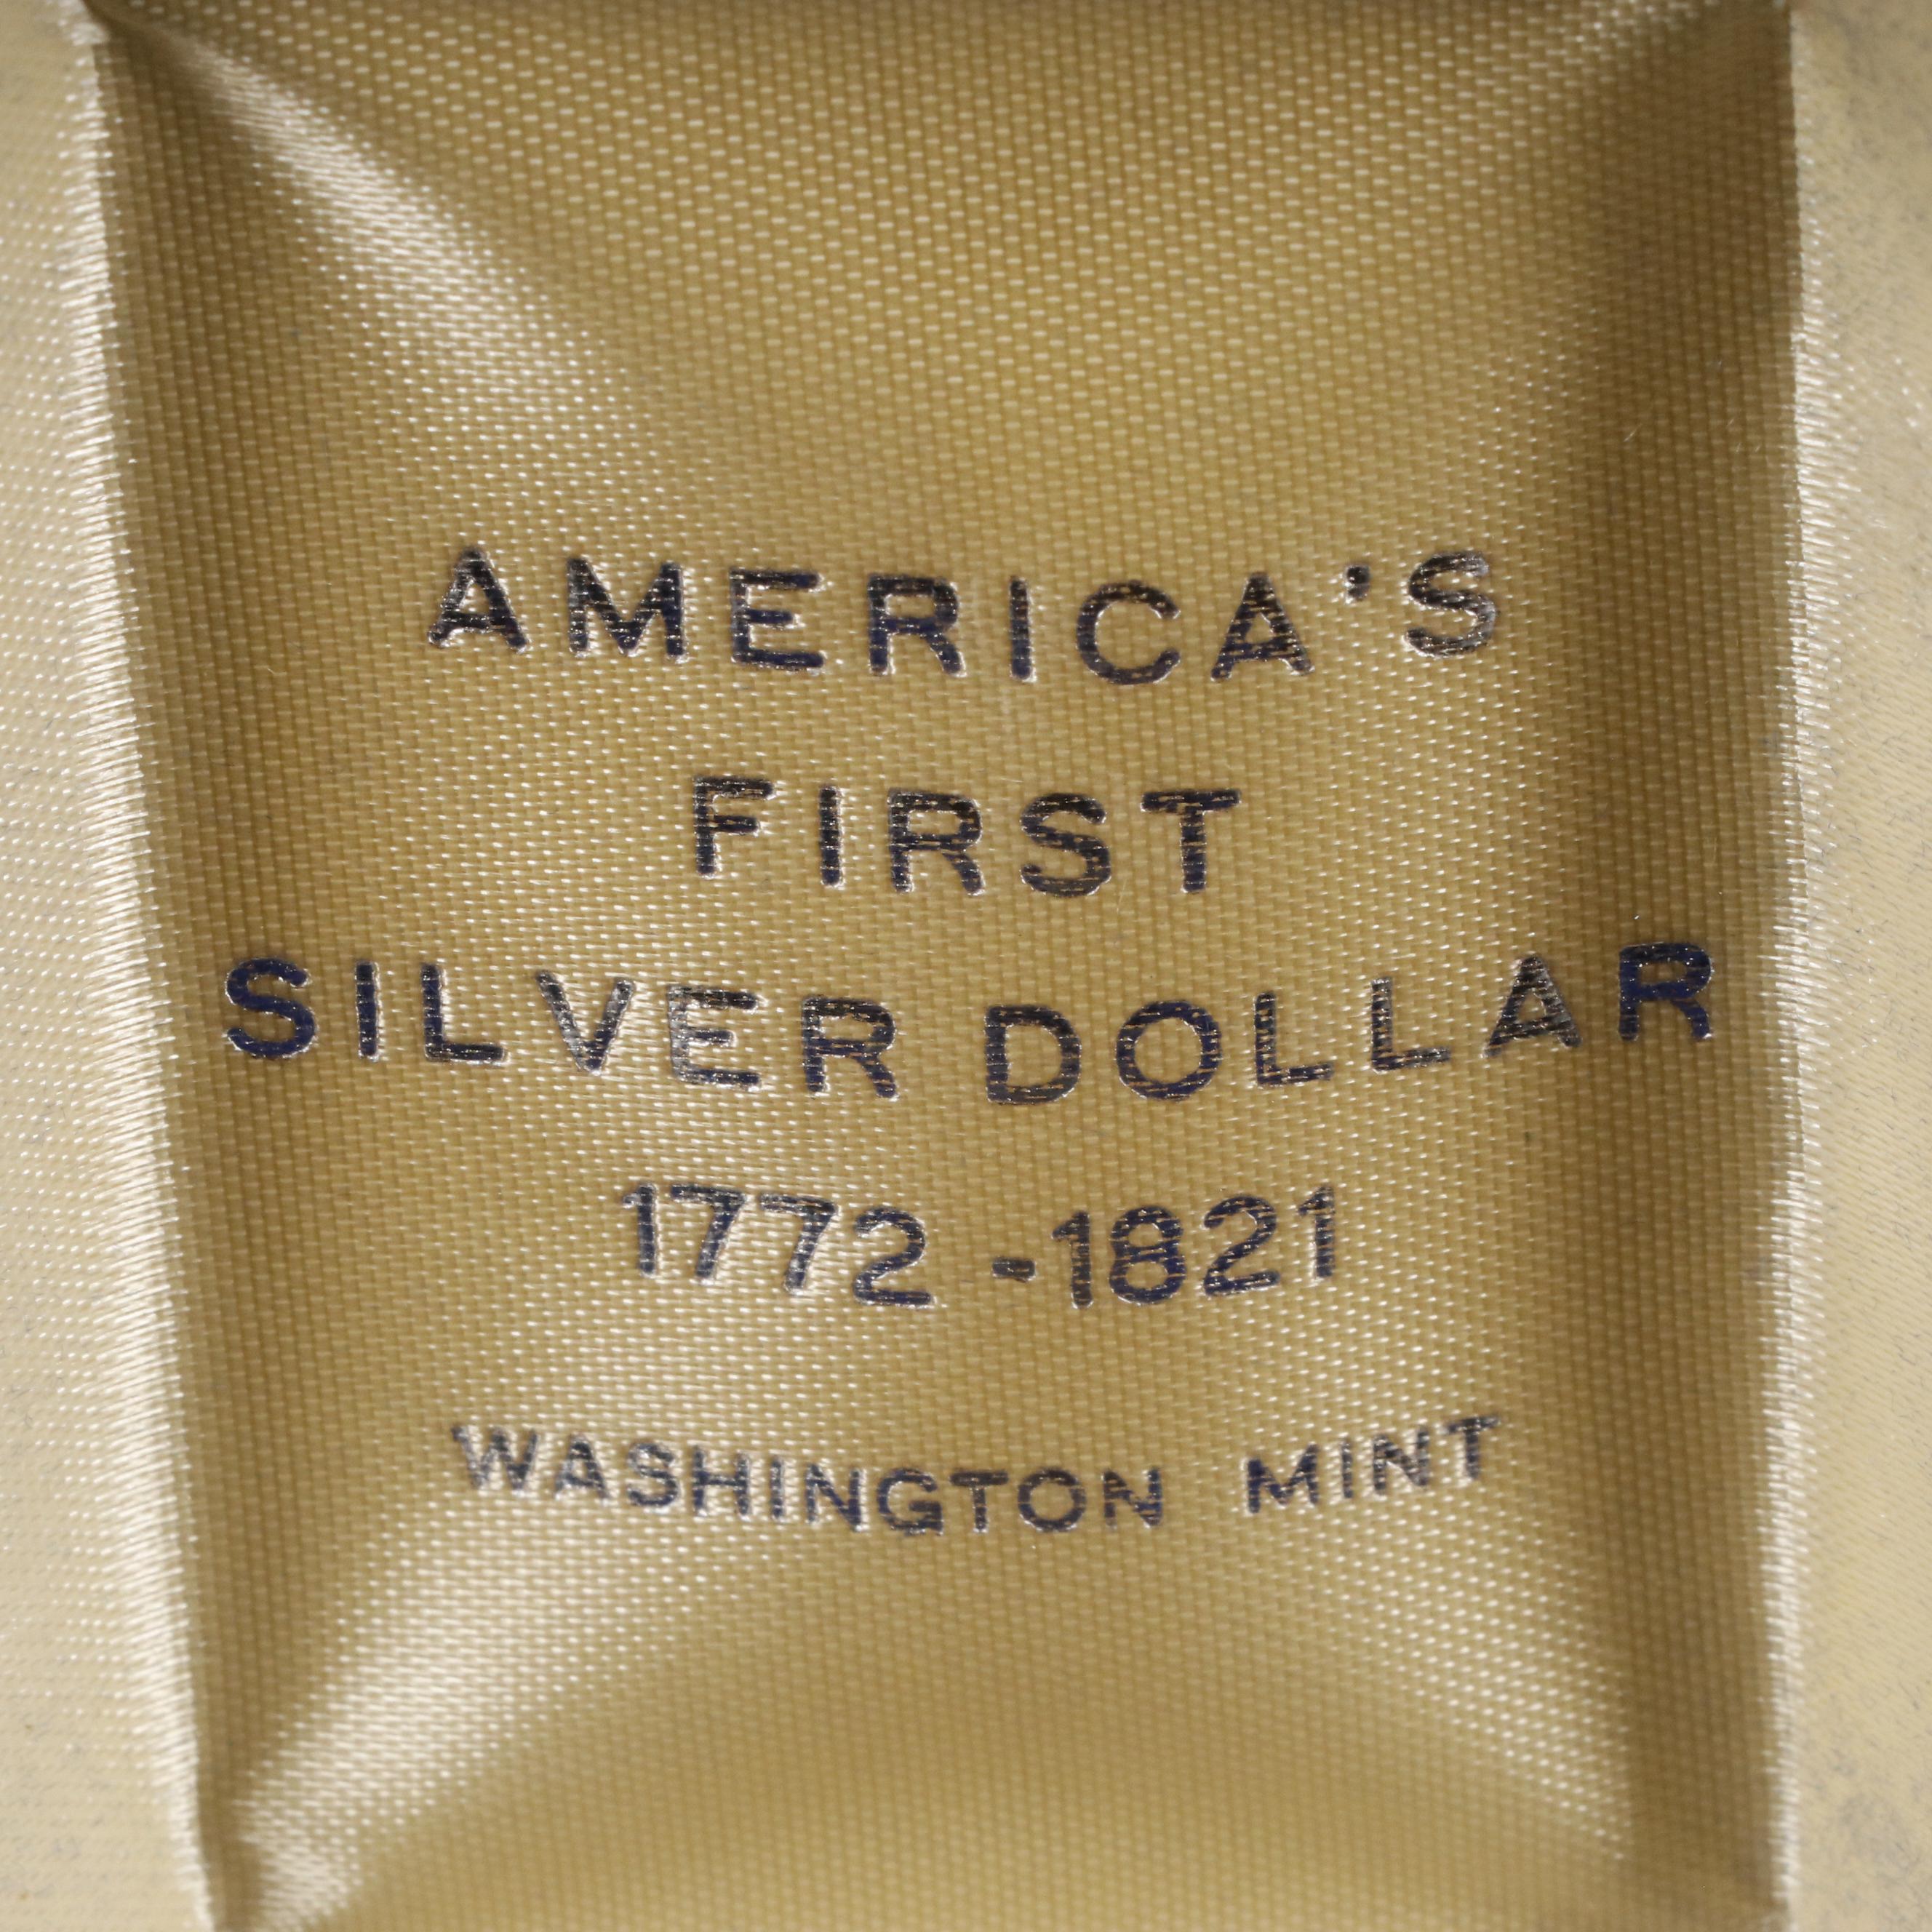 AMERICA'S
FIRST
SILVER DOLLAR
1772 -1821
WASHINGTON MINT